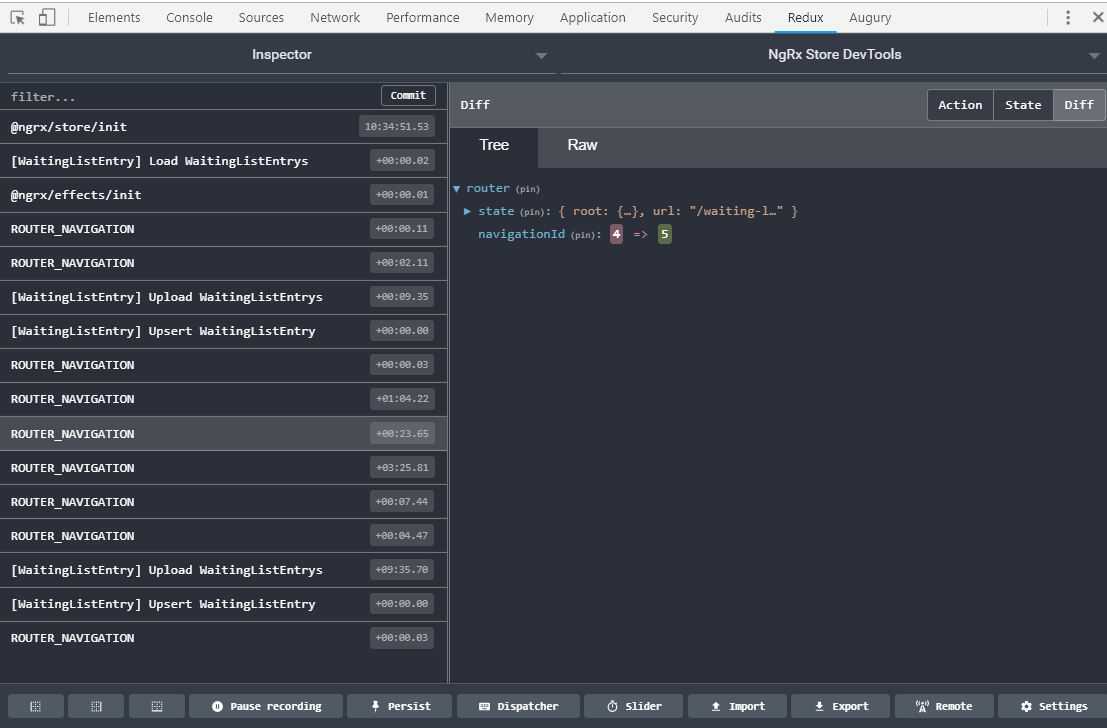 Elements Console Sources Network Performance Memory Application Security Audits Redux Augury
Inspector
NgRx Store DevTools
filter...
Commit
@ngrx/store/init 10:34:51.53
[WaitingListEntry] Load WaitingListEntrys +00:00.02
@ngrx/effects/init +00:00.01
ROUTER_NAVIGATION +00:00.11
ROUTER_NAVIGATION +00:02.11
[WaitingListEntry] Upload WaitingListEntrys +00:09.35
[WaitingListEntry] Upsert WaitingListEntry +00:00.00
ROUTER_NAVIGATION +00:00.03
ROUTER_NAVIGATION +01:04.22
ROUTER_NAVIGATION +00:23.65
ROUTER_NAVIGATION +03:25.81
ROUTER_NAVIGATION +00:07.44
ROUTER_NAVIGATION +00:04.47
[WaitingListEntry] Upload WaitingListEntrys +09:35.70
[WaitingListEntry] Upsert WaitingListEntry +00:00.00
ROUTER_NAVIGATION +00:00.03
Diff
Action State Diff
Tree Raw
router (pin)
state (pin): { root: {…}, url: "/waiting-l…" }
navigationId (pin): 4 => 5
Pause recording Persist Dispatcher Slider Import Export Remote Settings